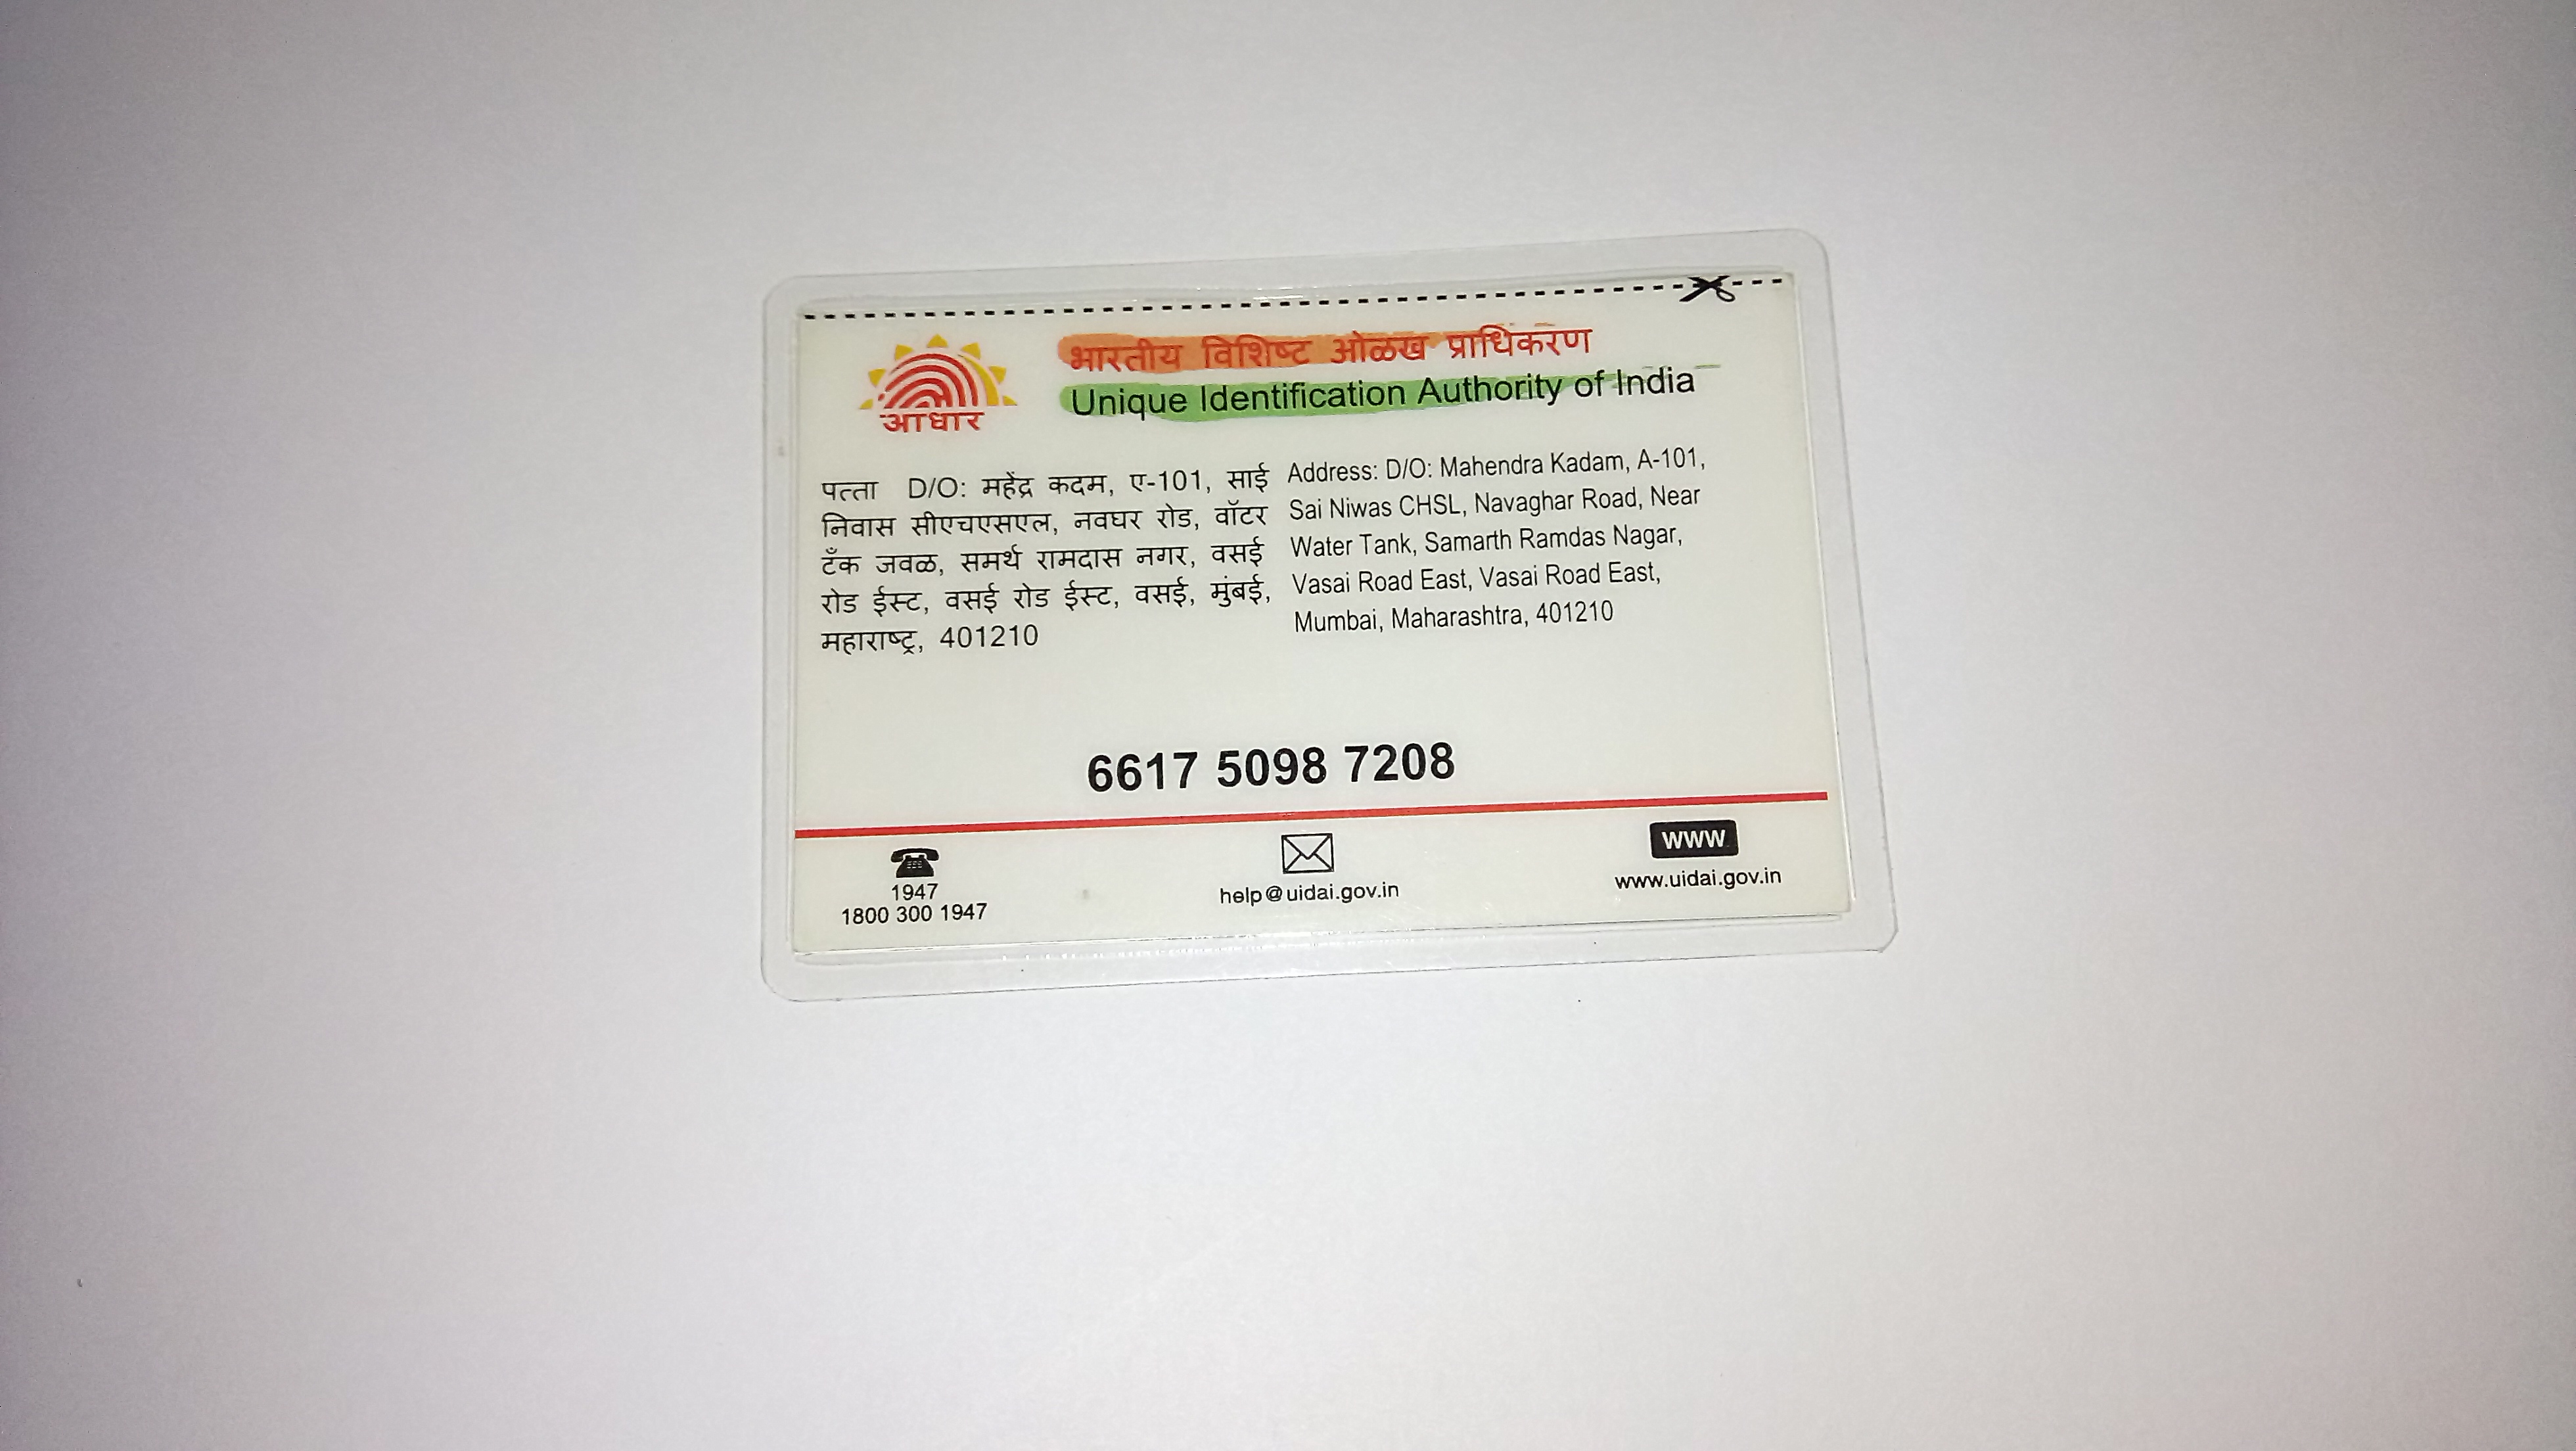 भारतीय विशिष्ट ओळख प्राधिकरण
Unique Identification Authority of India
आधार
पत्ता D/O: महेंद्र कदम, ए-101, साई
निवास सीएचएसएल, नवघर रोड, वॉटर
टँक जवळ, समर्थ रामदास नगर, वसई
रोड ईस्ट, वसई रोड ईस्ट, वसई, मुंबई,
महाराष्ट्र, 401210
Address: D/O: Mahendra Kadam, A-101,
Sai Niwas CHSL, Navaghar Road, Near
Water Tank, Samarth Ramdas Nagar,
Vasai Road East, Vasai Road East,
Mumbai, Maharashtra, 401210
6617 5098 7208
1947
1800 300 1947
help@uidai.gov.in
www
www.uidai.gov.in